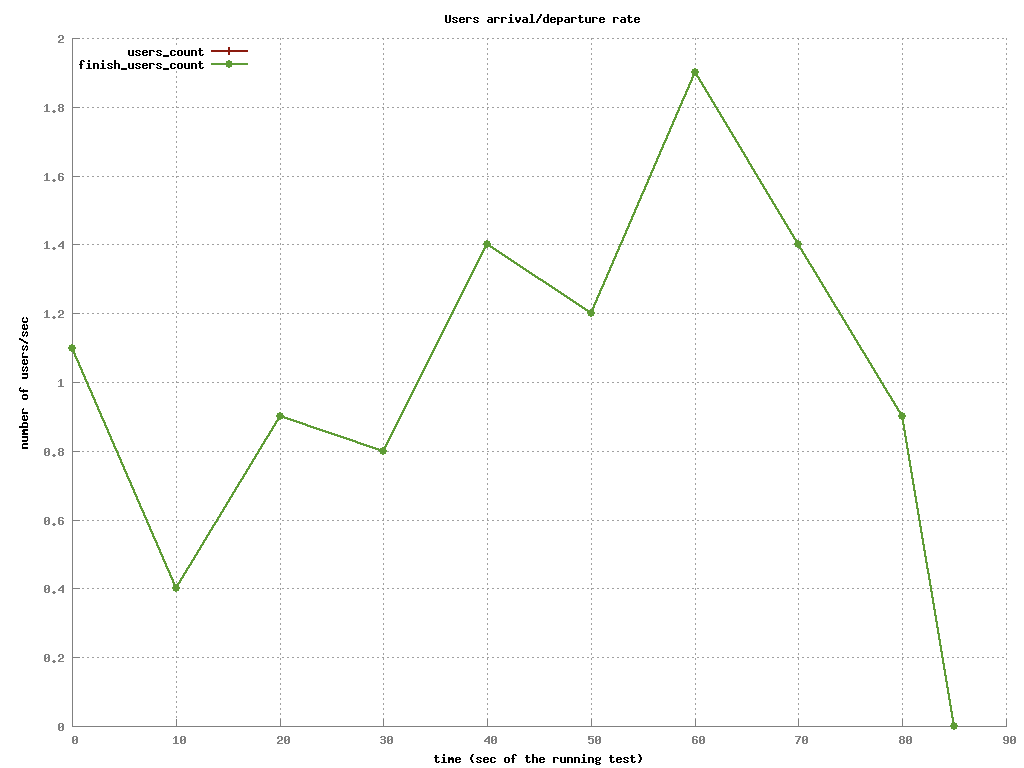 Users arrival/departure rate
users_count
finish_users_count
number of users/sec
2
1.8
1.6
1.4
1.2
1
0.8
0.6
0.4
0.2
0
0 10 20 30 40 50 60 70 80 90
time (sec of the running test)